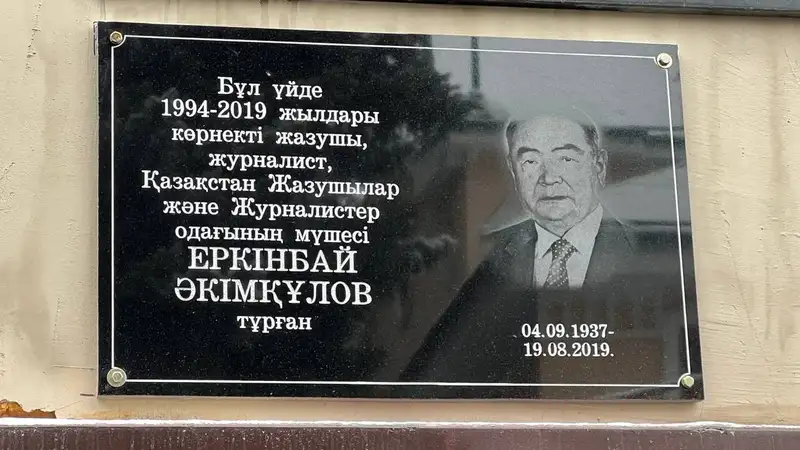 Бұл үйде
1994-2019 жылдары
көрнекті жазушы,
журналист,
Қазақстан Жазушылар
және Журналистер
одағының мүшесі
ЕРКІНБАЙ
ӘКІМҚҰЛОВ
тұрған
04.09.1937-
19.08.2019.